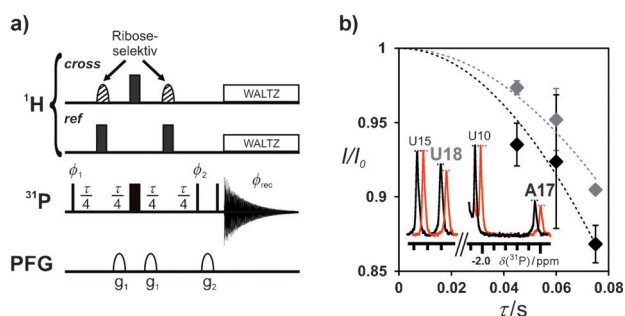 a)
Ribose-
selektiv
cross
¹H
WALTZ
ref
WALTZ
ϕ₁
ϕ₂
ϕrec
³¹P
τ/4 τ/4 τ/4 τ/4
PFG
g₁ g₁ g₂
b)
1
0.95
I/I₀
0.9
0.85
U15
U18
U10
A17
-2.0 δ(³¹P)/ppm
0 0.02 0.04 0.06 0.08
τ/s